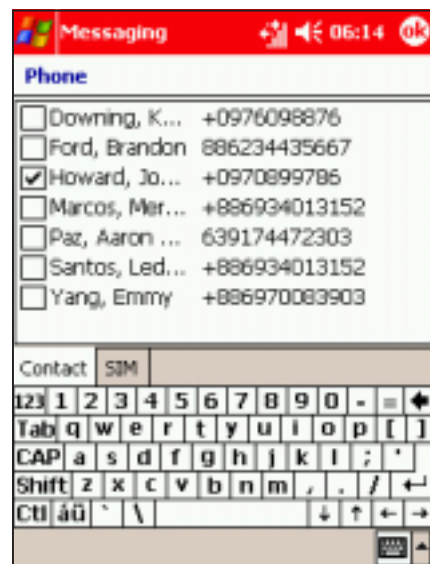 Messaging 06:14 ok
Phone
Downing, K... +0976098876
Ford, Brandon 886234435667
Howard, Jo... +0970899786
Marcos, Mer... +886934013152
Paz, Aaron ... 639174472303
Santos, Led... +886934013152
Yang, Emmy +886970083903
Contact SIM
123 1 2 3 4 5 6 7 8 9 0 - =
Tab q w e r t y u i o p [ ]
CAP a s d f g h j k l ; '
Shift z x c v b n m , . /
Ctl áü ` \